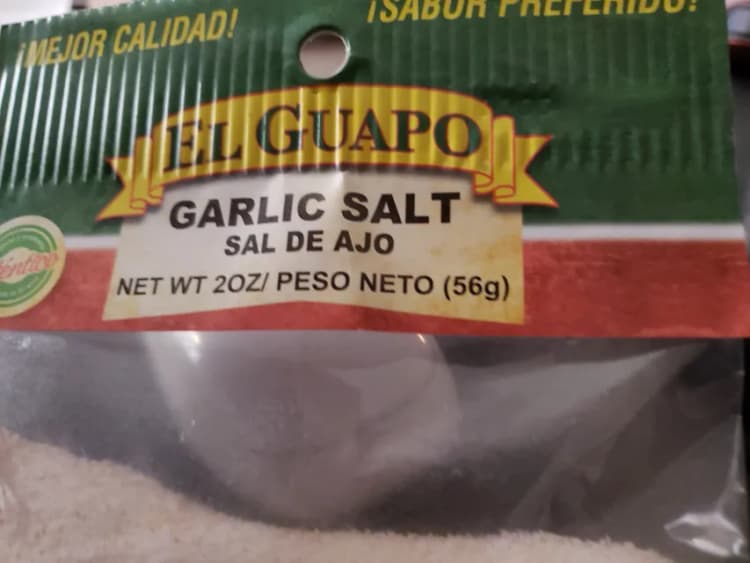 ¡MEJOR CALIDAD!
¡SABOR PREFERIDO!
EL GUAPO
GARLIC SALT
SAL DE AJO
NET WT 2OZ/ PESO NETO (56g)